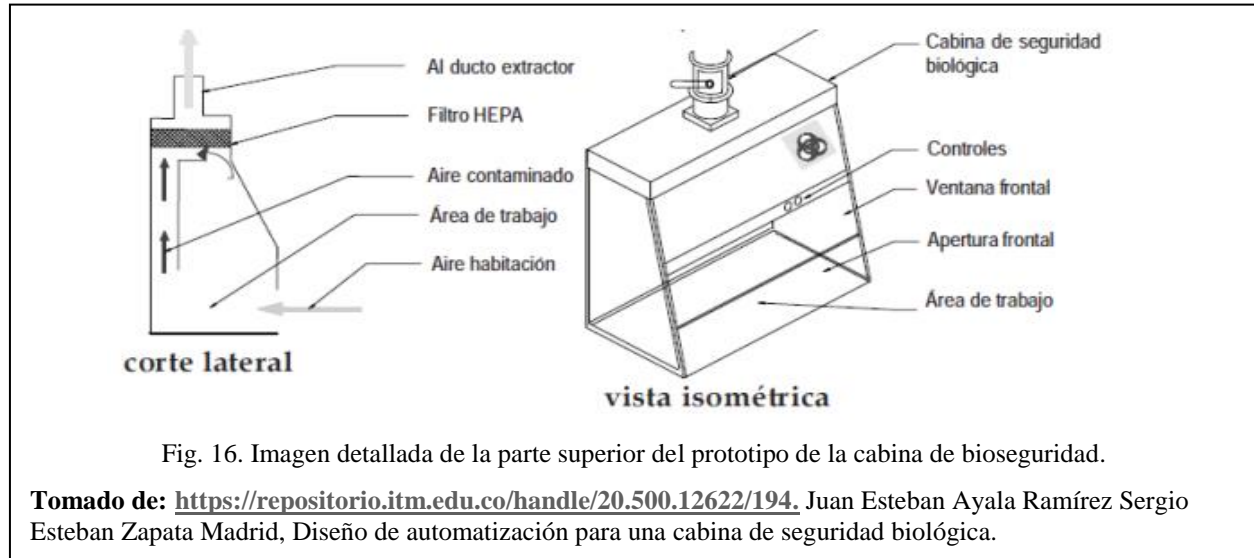 Al ducto extractor
Filtro HEPA
Aire contaminado
Área de trabajo
Aire habitación
corte lateral
Cabina de seguridad
biológica
Controles
Ventana frontal
Apertura frontal
Área de trabajo
vista isométrica
Fig. 16. Imagen detallada de la parte superior del prototipo de la cabina de bioseguridad.
Tomado de: https://repositorio.itm.edu.co/handle/20.500.12622/194. Juan Esteban Ayala Ramírez Sergio
Esteban Zapata Madrid, Diseño de automatización para una cabina de seguridad biológica.